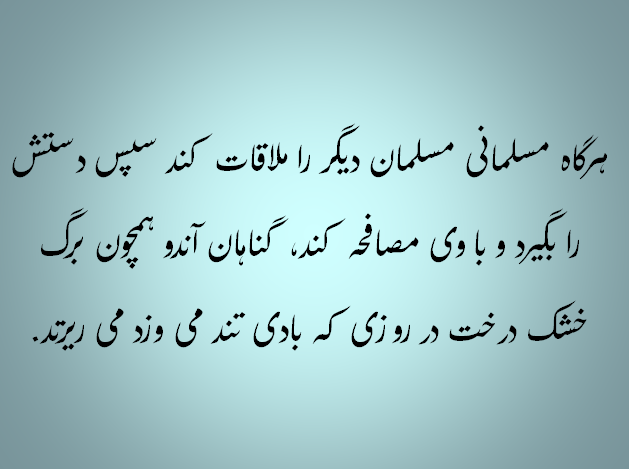 هرگاه مسلمانی مسلمان دیگر را ملاقات کند سپس دستش
را بگیرد و با وی مصافحه کند، گناهان آندو همچون برگ
خشک درخت در روزی که بادی تند می وزد می ریزند.